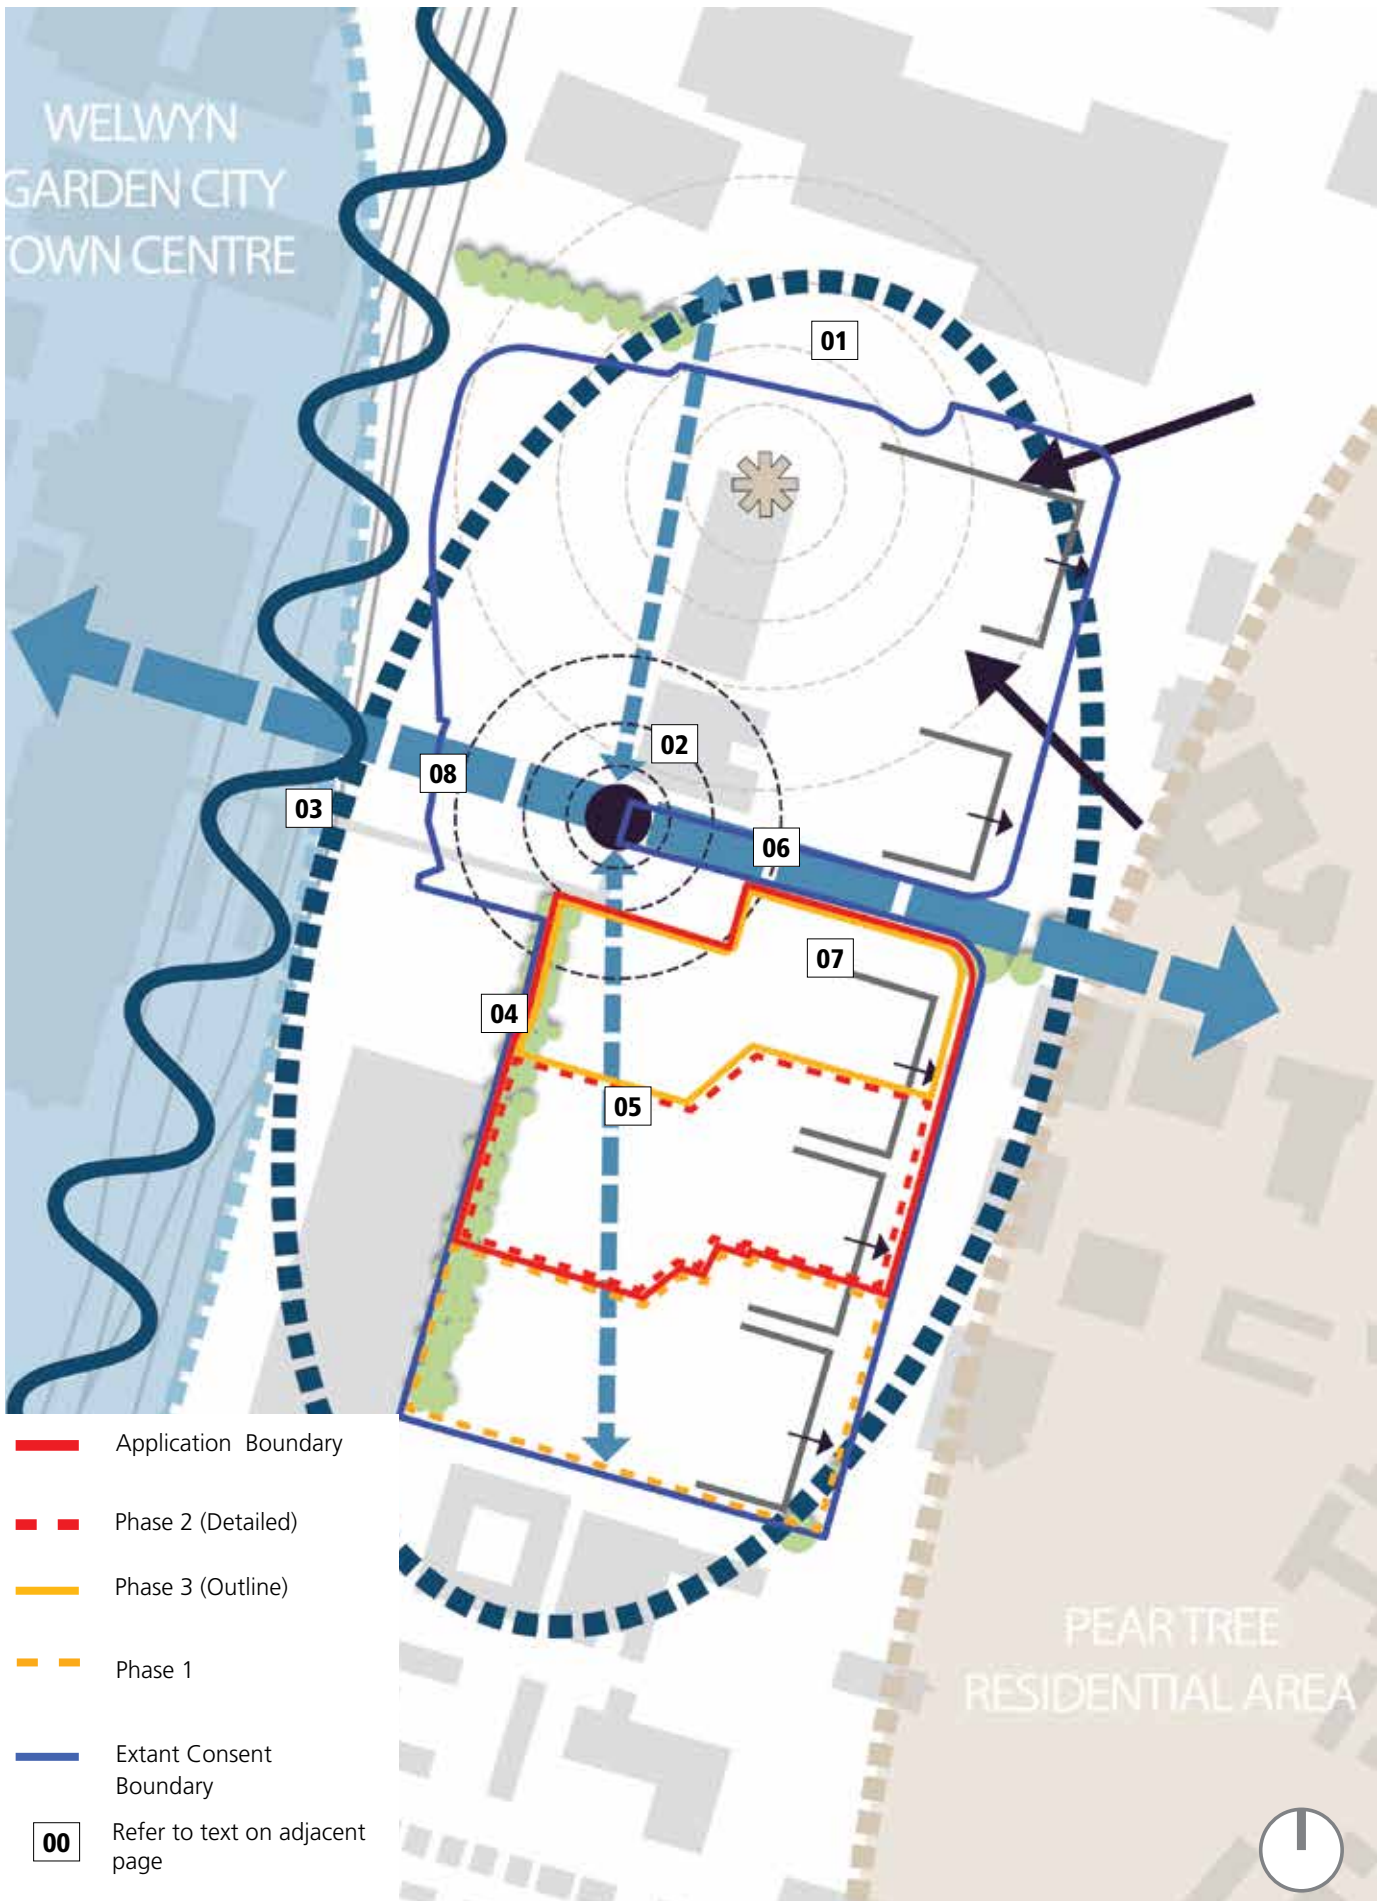 WELWYN
GARDEN CITY
TOWN CENTRE
01
02
08
03
06
07
04
05
Application Boundary
Phase 2 (Detailed)
Phase 3 (Outline)
Phase 1
Extant Consent
Boundary
00 Refer to text on adjacent
page
PEAR TREE
RESIDENTIAL AREA